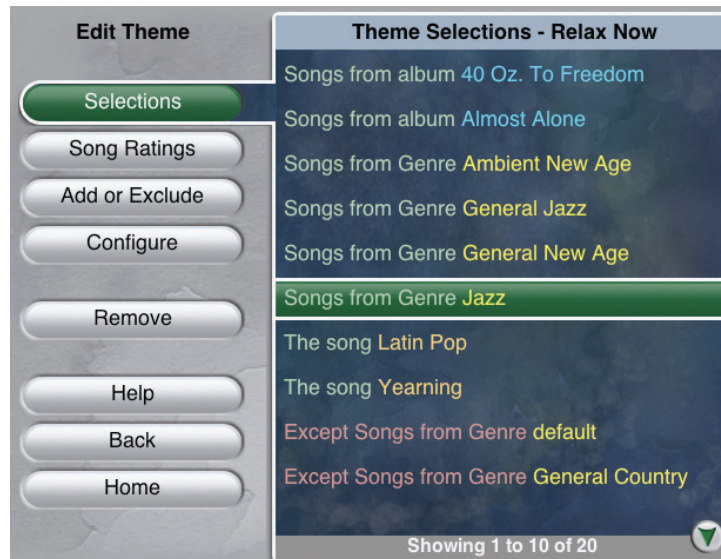 Edit Theme
Selections
Song Ratings
Add or Exclude
Configure
Remove
Help
Back
Home
Theme Selections - Relax Now
Songs from album 40 Oz. To Freedom
Songs from album Almost Alone
Songs from Genre Ambient New Age
Songs from Genre General Jazz
Songs from Genre General New Age
Songs from Genre Jazz
The song Latin Pop
The song Yearning
Except Songs from Genre default
Except Songs from Genre General Country
Showing 1 to 10 of 20